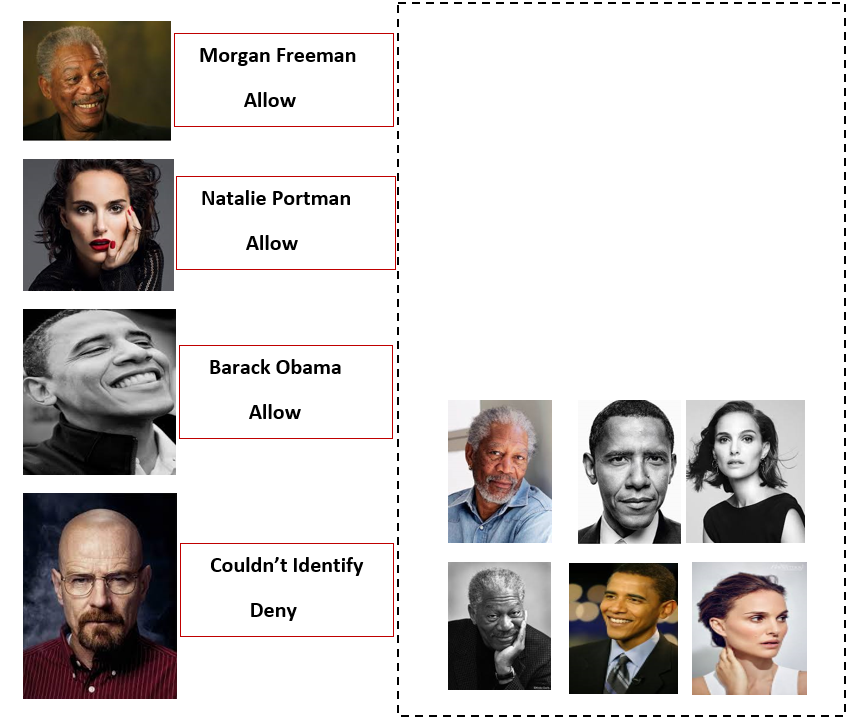 Morgan Freeman
Allow
Natalie Portman
Allow
Barack Obama
Allow
Couldn’t Identify
Deny